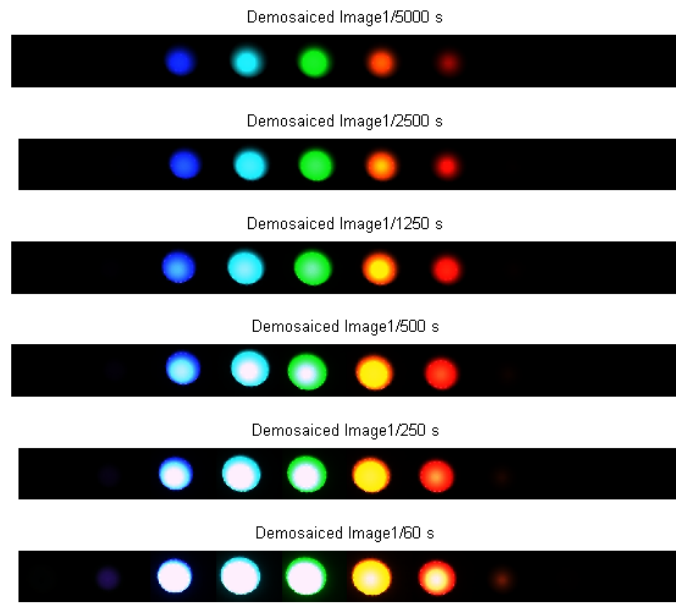 Demosaiced Image1/5000 s
Demosaiced Image1/2500 s
Demosaiced Image1/1250 s
Demosaiced Image1/500 s
Demosaiced Image1/250 s
Demosaiced Image1/60 s